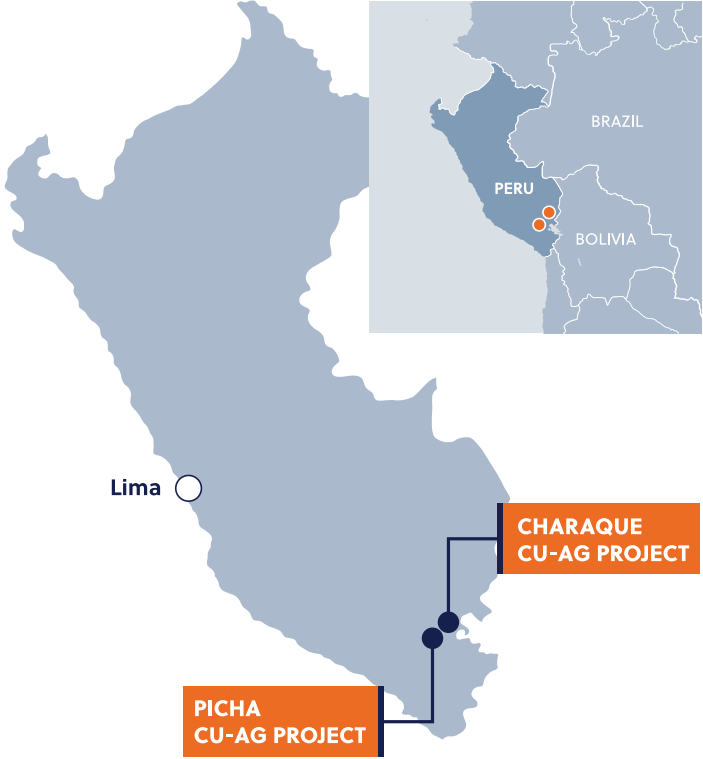 BRAZIL
PERU
BOLIVIA
Lima
CHARAQUE
CU-AG PROJECT
PICHA
CU-AG PROJECT